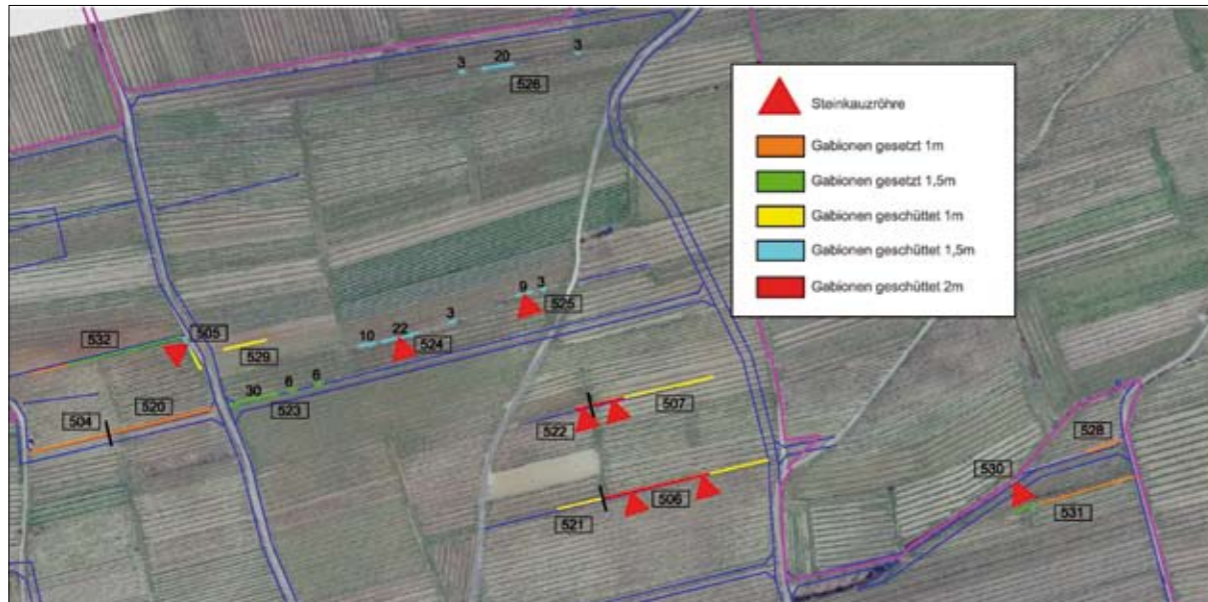 3 20 3
526
Steinkauzröhre
Gabionen gesetzt 1m
Gabionen gesetzt 1,5m
Gabionen geschüttet 1m
Gabionen geschüttet 1,5m
Gabionen geschüttet 2m
9 3
525
10 22 3
524
505
532
529
30 6 6
523
520
504
507
522
506
521
528
530
531